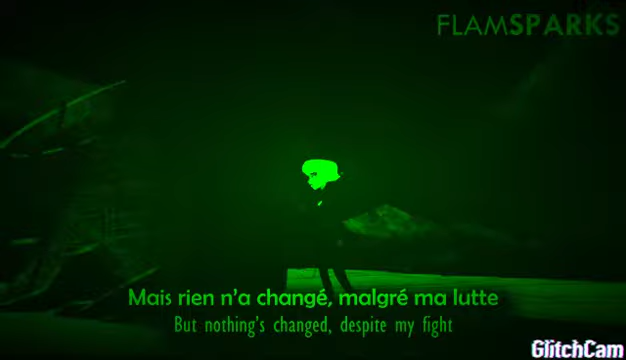 FLAMSPARKS
Mais rien n'a changé, malgré ma lutte
But nothing's changed, despite my fight
GlitchCam